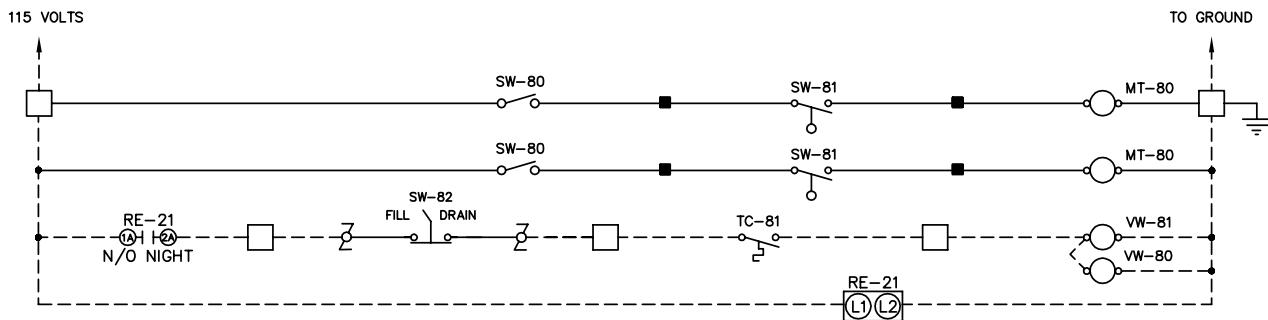 115 VOLTS
TO GROUND
SW-80
SW-81
MT-80
SW-80
SW-81
MT-80
RE-21
1A 2A
N/O NIGHT
SW-82
FILL DRAIN
TC-81
VW-81
VW-80
RE-21
L1 L2